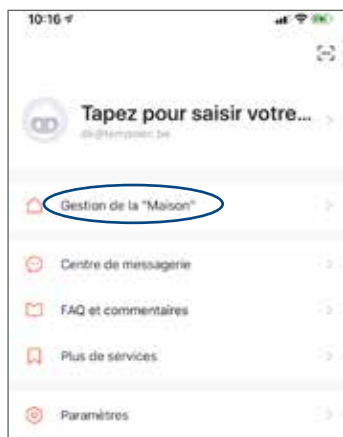 10:16
Tapez pour saisir votre...
Gestion de la "Maison"
Centre de messagerie
FAQ et commentaires
Plus de services
Paramètres